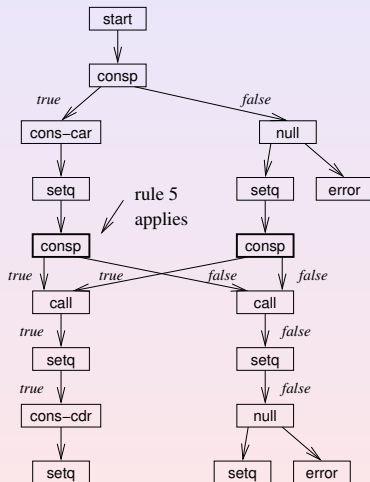 start
consp
true
false
cons-car
null
setq
rule 5
applies
setq
error
consp
consp
true
true
false
false
call
call
true
false
setq
setq
true
false
cons-cdr
null
setq
setq
error